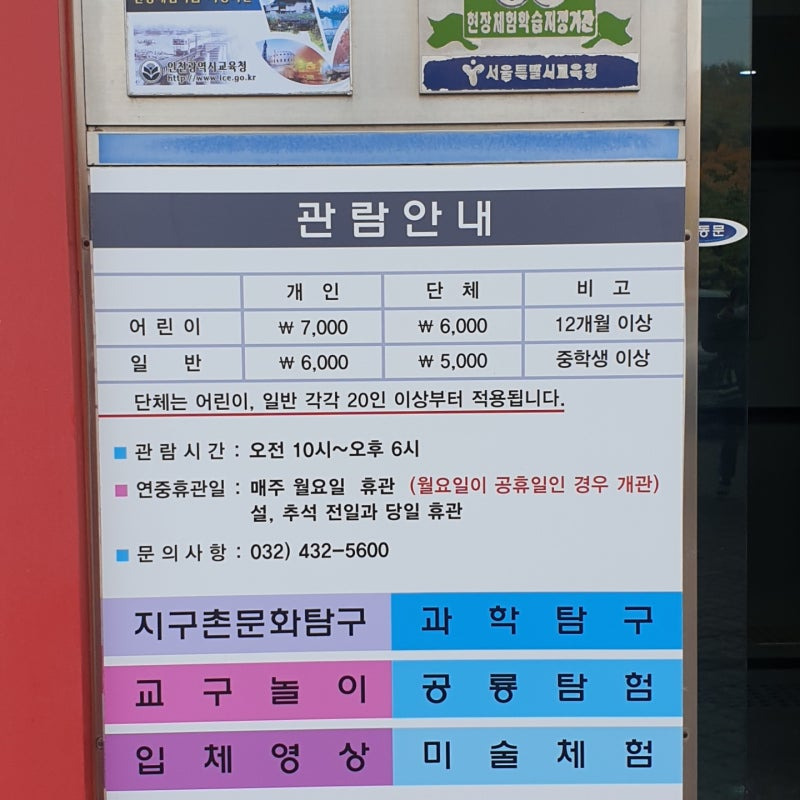 인천광역시교육청
http://www.ice.go.kr
현장체험학습지정기관
서울특별시교육청
관람안내
동문
개 인 단 체 비 고
어린이 ₩ 7,000 ₩ 6,000 12개월 이상
일 반 ₩ 6,000 ₩ 5,000 중학생 이상
단체는 어린이, 일반 각각 20인 이상부터 적용됩니다.
관람시간 : 오전 10시~오후 6시
연중휴관일 : 매주 월요일 휴관 (월요일이 공휴일인 경우 개관)
설, 추석 전일과 당일 휴관
문의사항 : 032) 432-5600
지구촌문화탐구 과학탐구
교구놀이 공룡탐험
입체영상 미술체험